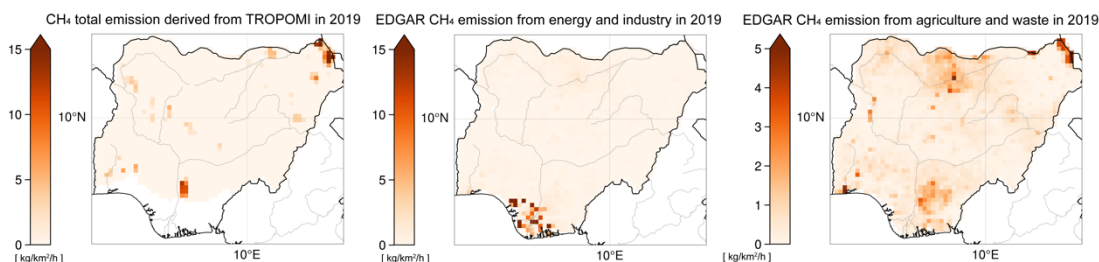 CH₄ total emission derived from TROPOMI in 2019
15
10
5
0
[ kg/km²/h ]
10°N
10°E
EDGAR CH₄ emission from energy and industry in 2019
15
10
5
0
[ kg/km²/h ]
10°N
10°E
EDGAR CH₄ emission from agriculture and waste in 2019
5
4
3
2
1
0
[ kg/km²/h ]
10°N
10°E